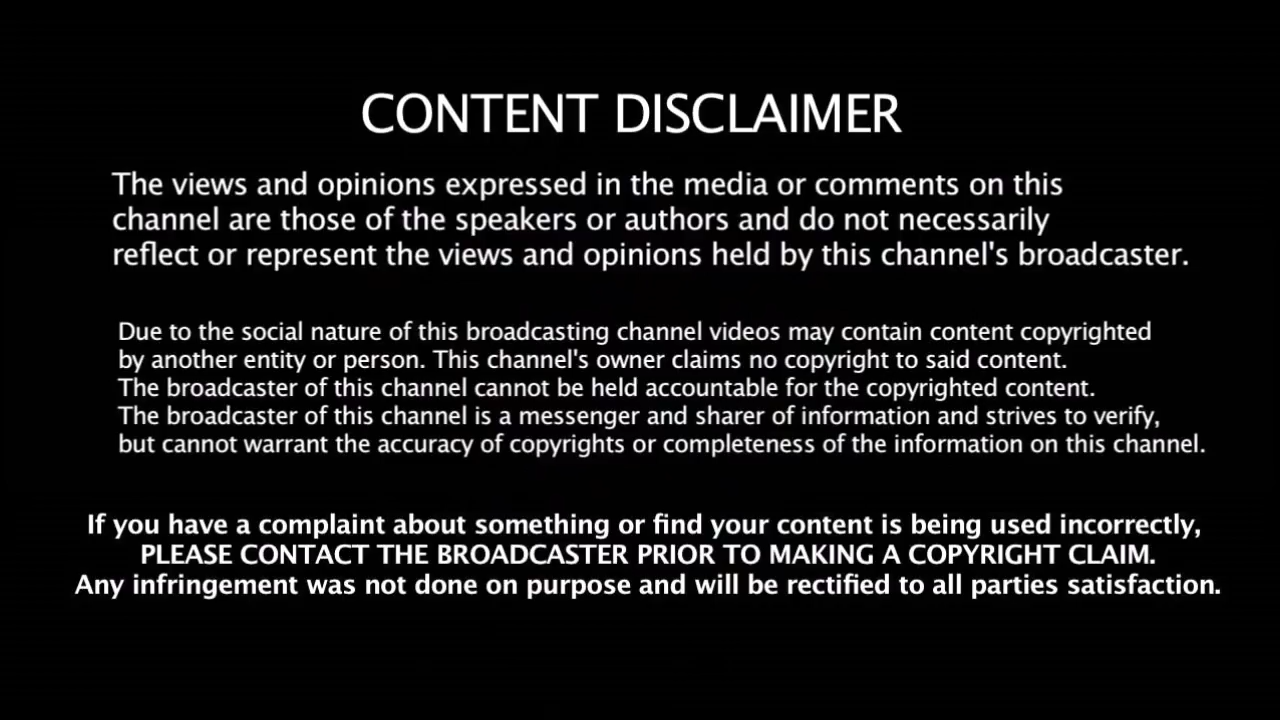 CONTENT DISCLAIMER
The views and opinions expressed in the media or comments on this
channel are those of the speakers or authors and do not necessarily
reflect or represent the views and opinions held by this channel's broadcaster.
Due to the social nature of this broadcasting channel videos may contain content copyrighted
by another entity or person. This channel's owner claims no copyright to said content.
The broadcaster of this channel cannot be held accountable for the copyrighted content.
The broadcaster of this channel is a messenger and sharer of information and strives to verify,
but cannot warrant the accuracy of copyrights or completeness of the information on this channel.
If you have a complaint about something or find your content is being used incorrectly,
PLEASE CONTACT THE BROADCASTER PRIOR TO MAKING A COPYRIGHT CLAIM.
Any infringement was not done on purpose and will be rectified to all parties satisfaction.